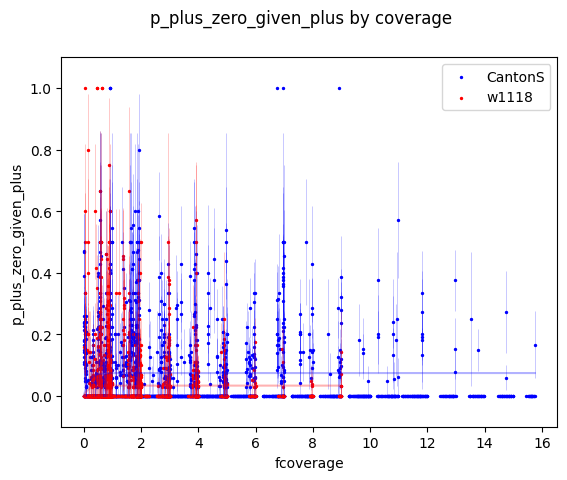 p_plus_zero_given_plus by coverage
CantonS
w1118
p_plus_zero_given_plus
1.0
0.8
0.6
0.4
0.2
0.0
0 2 4 6 8 10 12 14 16
fcoverage